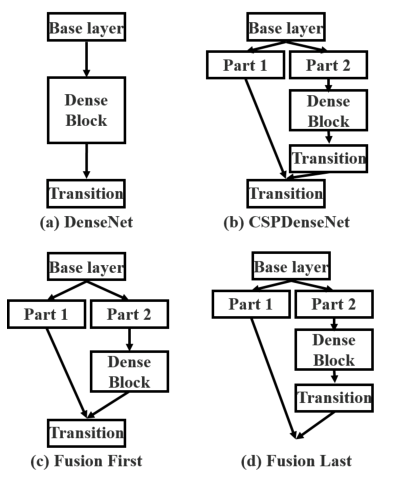 Base layer
Dense
Block
Transition
(a) DenseNet
Base layer
Part 1 Part 2
Dense
Block
Transition
Transition
(b) CSPDenseNet
Base layer
Part 1 Part 2
Dense
Block
Transition
(c) Fusion First
Base layer
Part 1 Part 2
Dense
Block
Transition
(d) Fusion Last